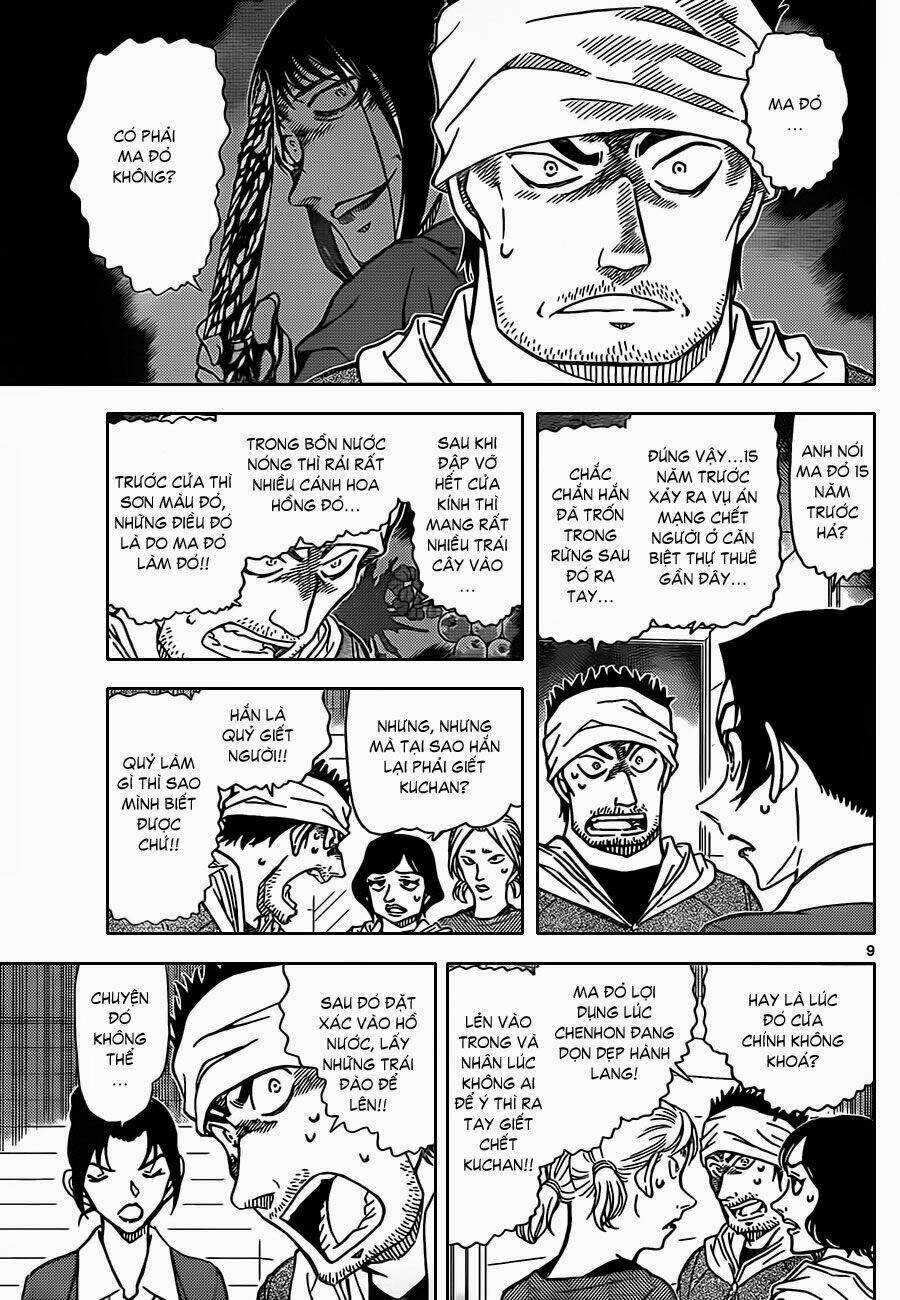 MA ĐỎ
...
CÓ PHẢI
MA ĐỎ
KHÔNG?
ANH NÓI
MA ĐỎ 15
NĂM
TRƯỚC
HẢ?
ĐÚNG VẬY...15
NĂM TRƯỚC
XẢY RA VỤ ÁN
MẠNG CHẾT
NGƯỜI Ở CĂN
BIỆT THỰ THUÊ
GẦN ĐÂY...
CHẮC
CHẮN HẮN
ĐÃ TRỐN
TRONG
RỪNG SAU
ĐÓ RA
TAY...
SAU KHI
ĐẬP VỠ
HẾT CỬA
KÍNH THÌ
MANG RẤT
NHIỀU TRÁI
CÂY VÀO
...
TRONG BỒN NƯỚC
NÓNG THÌ RẢI RẤT
NHIỀU CÁNH HOA
HỒNG ĐỎ...
TRƯỚC CỬA THÌ
SƠN MÀU ĐỎ,
NHỮNG ĐIỀU ĐÓ
LÀ DO MA ĐỎ
LÀM ĐÓ!!
NHƯNG, NHƯNG
MÀ TẠI SAO HẮN
LẠI PHẢI GIẾT
KUCHAN?
HẮN LÀ
QUỶ GIẾT
NGƯỜI!!
QUỶ LÀM
GÌ THÌ SAO
MÌNH BIẾT
ĐƯỢC
CHỨ!!
9
HAY LÀ LÚC
ĐÓ CỬA
CHÍNH KHÔNG
KHOÁ?
MA ĐỎ LỢI
DỤNG LÚC
CHENHON ĐANG
DỌN DẸP HÀNH
LANG!
LẺN VÀO
TRONG VÀ
NHÂN LÚC
KHÔNG AI
ĐỂ Ý THÌ RA
TAY GIẾT
CHẾT
KUCHAN!!
SAU ĐÓ ĐẶT
XÁC VÀO HỒ
NƯỚC, LẤY
NHỮNG TRÁI
ĐÀO ĐỂ
LÊN!!
CHUYỆN
ĐÓ
KHÔNG
THỂ
...